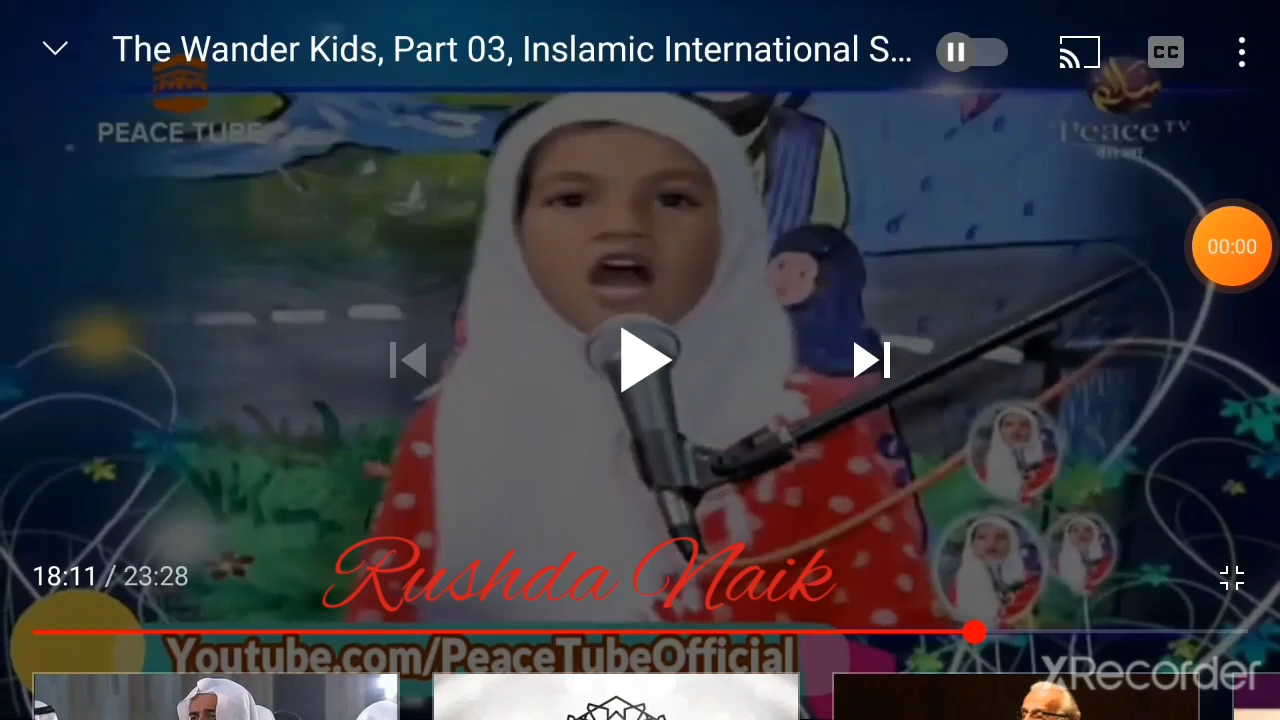 The Wander Kids, Part 03, Inslamic International S...
CC
PEACE TUBE
Peace TV
বাংলা
00:00
18:11 / 23:28
Rushda Naik
Youtube.com/PeaceTubeOfficial
XRecorder